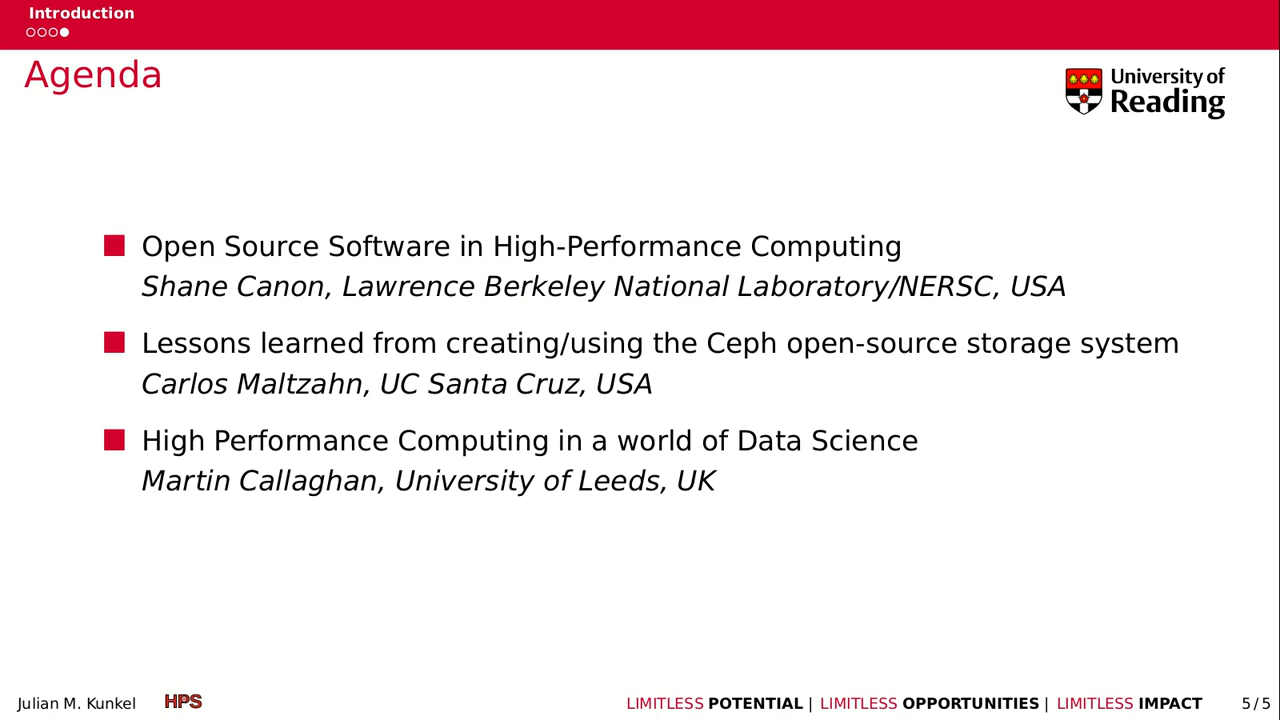 Introduction
Agenda
University of
Reading
Open Source Software in High-Performance Computing
Shane Canon, Lawrence Berkeley National Laboratory/NERSC, USA
Lessons learned from creating/using the Ceph open-source storage system
Carlos Maltzahn, UC Santa Cruz, USA
High Performance Computing in a world of Data Science
Martin Callaghan, University of Leeds, UK
Julian M. Kunkel HPS LIMITLESS POTENTIAL | LIMITLESS OPPORTUNITIES | LIMITLESS IMPACT 5/5